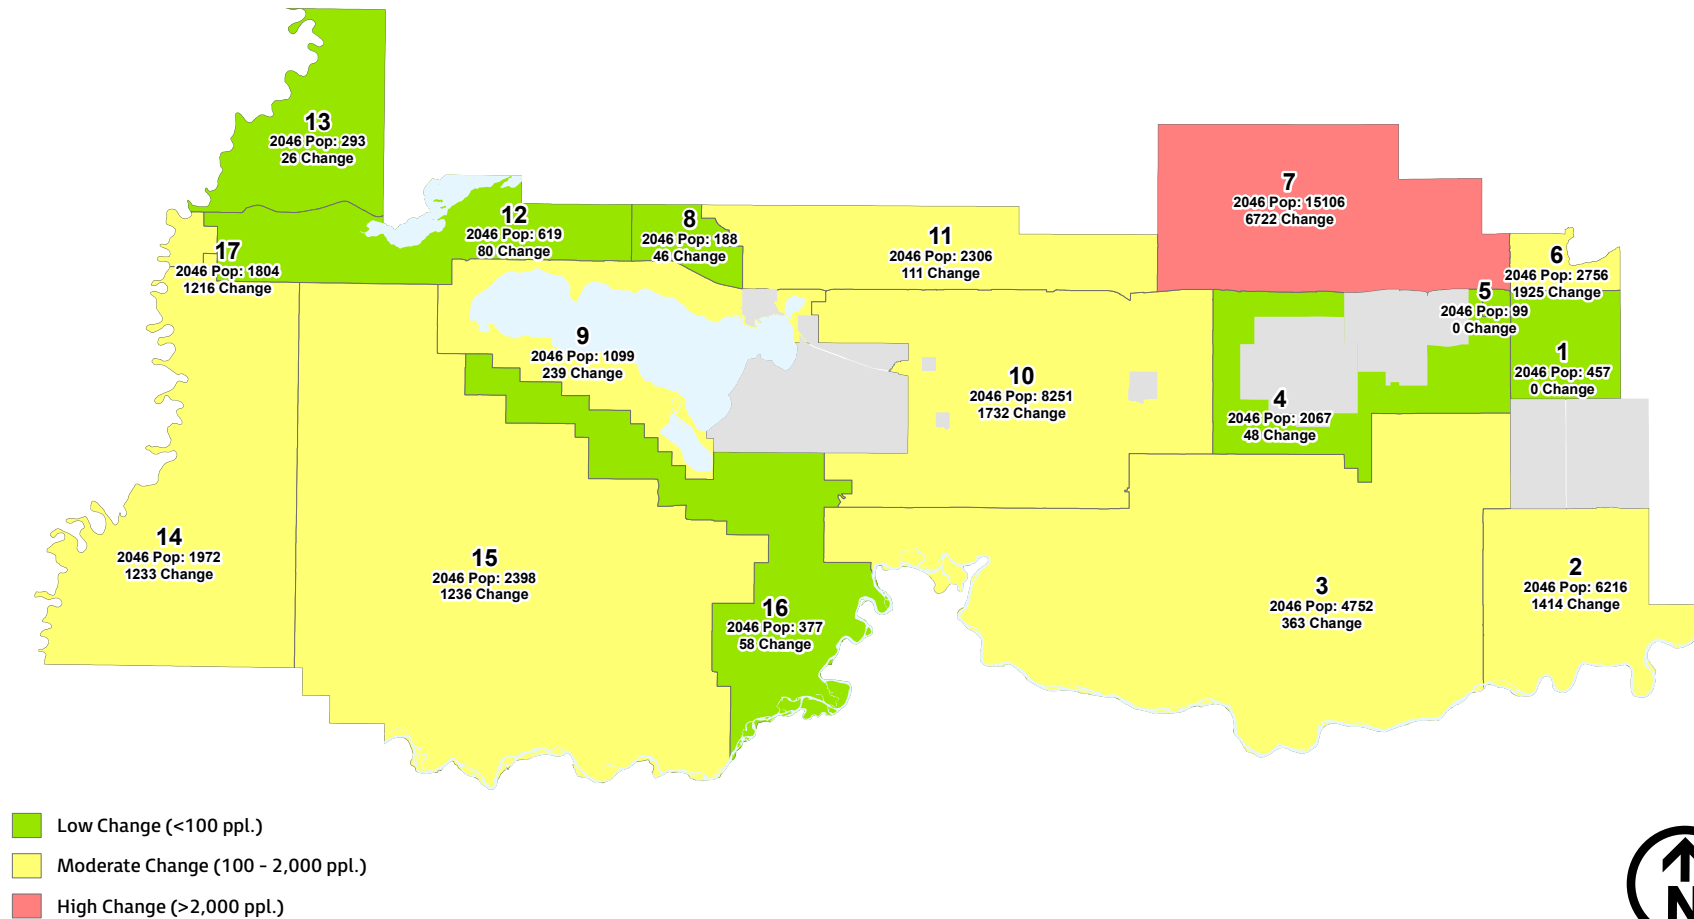 13
2046 Pop: 293
26 Change
12
2046 Pop: 619
80 Change
8
2046 Pop: 188
46 Change
7
2046 Pop: 15106
6722 Change
17
2046 Pop: 1804
1216 Change
11
2046 Pop: 2306
111 Change
6
2046 Pop: 2756
1925 Change
5
2046 Pop: 99
0 Change
9
2046 Pop: 1099
239 Change
10
2046 Pop: 8251
1732 Change
4
2046 Pop: 2067
48 Change
1
2046 Pop: 457
0 Change
14
2046 Pop: 1972
1233 Change
15
2046 Pop: 2398
1236 Change
16
2046 Pop: 377
58 Change
3
2046 Pop: 4752
363 Change
2
2046 Pop: 6216
1414 Change
Low Change (<100 ppl.)
Moderate Change (100 - 2,000 ppl.)
High Change (>2,000 ppl.)
N